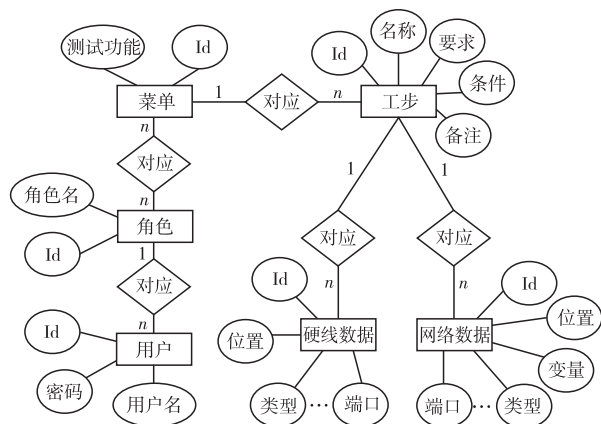 名称
测试功能
Id
Id
要求
条件
菜单
1
对应
n
工步
备注
n
对应
1
1
n
角色名
角色
Id
1
对应
对应
对应
n
n
n
Id
Id
Id
位置
用户
位置
硬线数据
网络数据
变量
密码
用户名
类型
…
端口
端口
…
类型